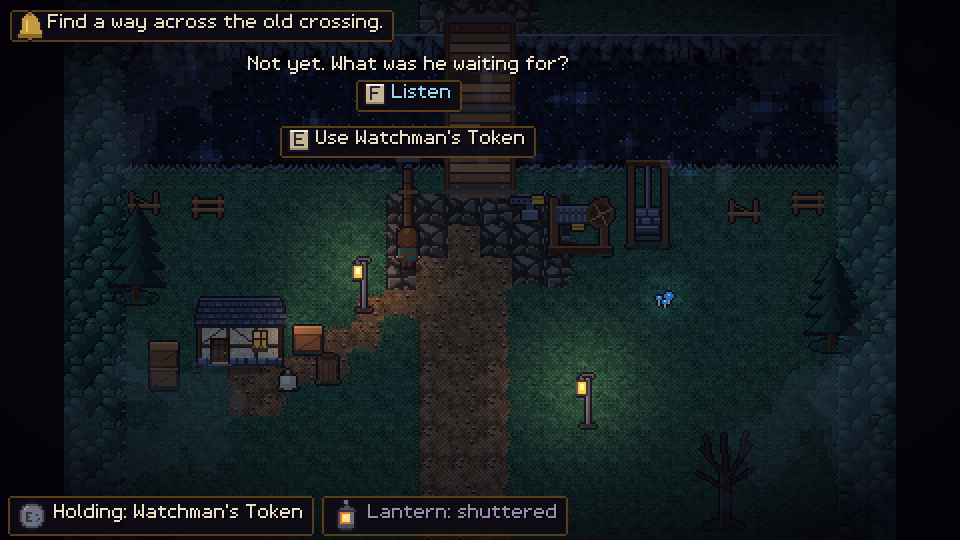 Find a way across the old crossing.
Not yet. What was he waiting for?
F Listen
E Use Watchman's Token
E Holding: Watchman's Token
Lantern: shuttered